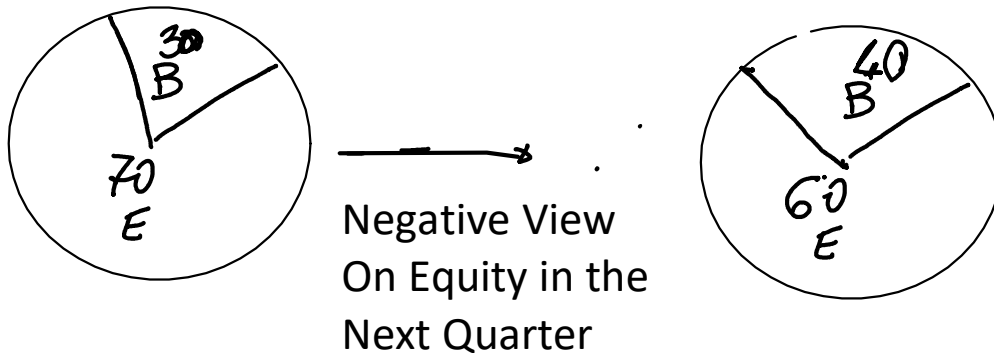 30
B
70
E
Negative View
On Equity in the
Next Quarter
40
B
60
E